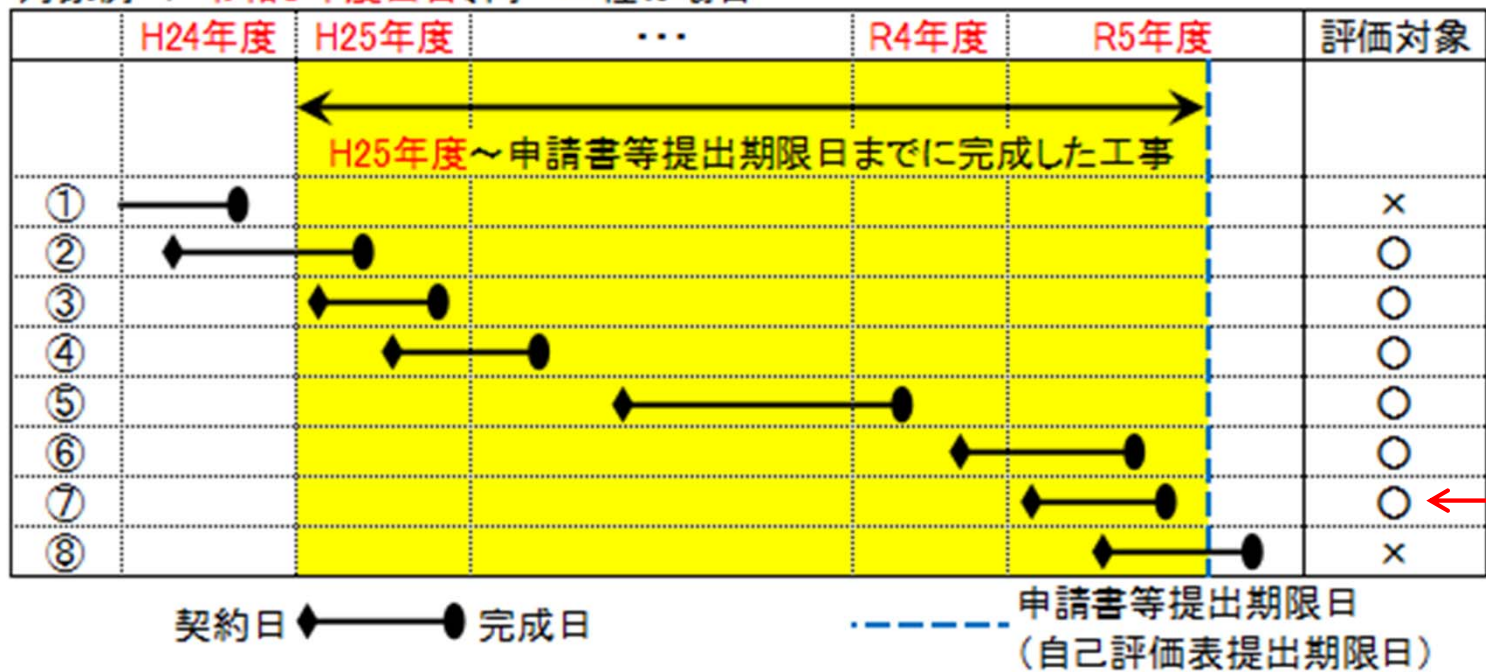 H24年度 H25年度 ・・・ R4年度 R5年度 評価対象
H25年度～申請書等提出期限日までに完成した工事
① ×
② ○
③ ○
④ ○
⑤ ○
⑥ ○
⑦ ○
⑧ ×
契約日 完成日 申請書等提出期限日
（自己評価表提出期限日）